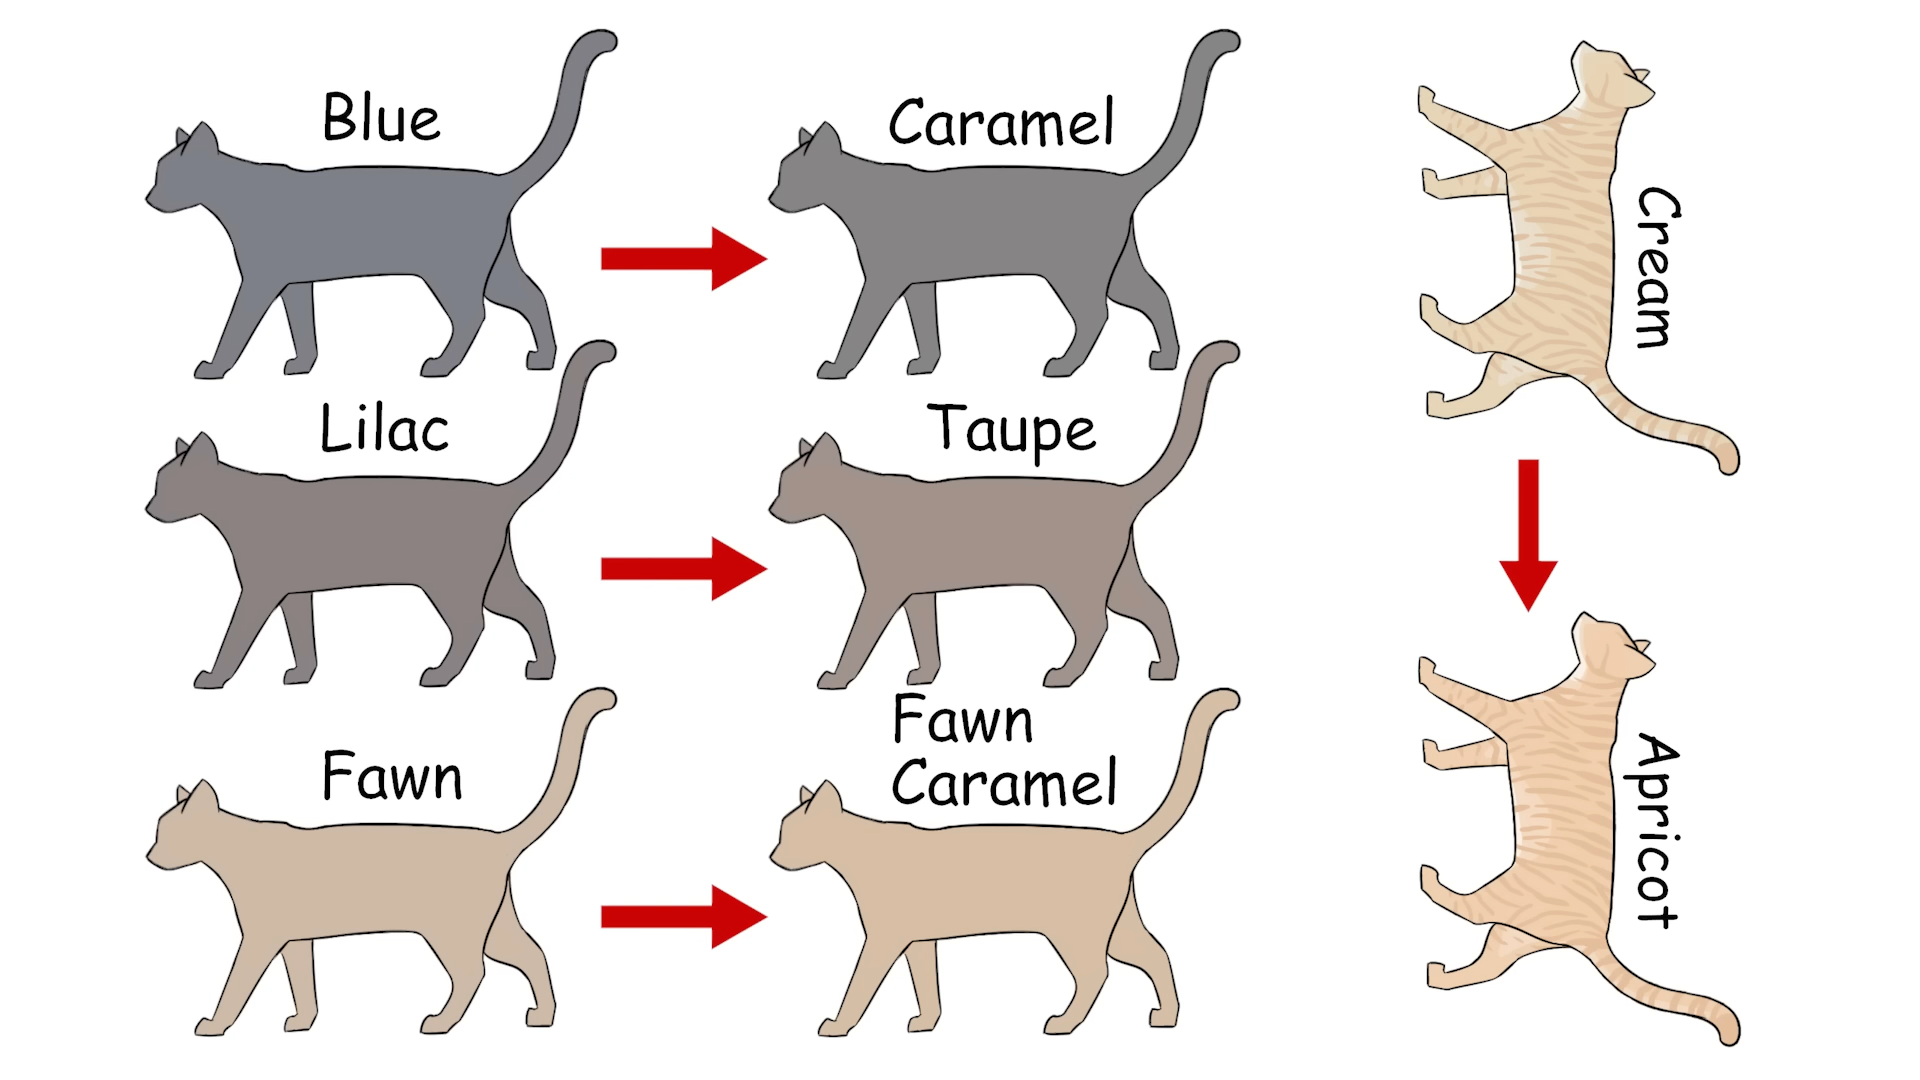 Blue
Caramel
Lilac
Taupe
Fawn
Fawn
Caramel
Cream
Apricot